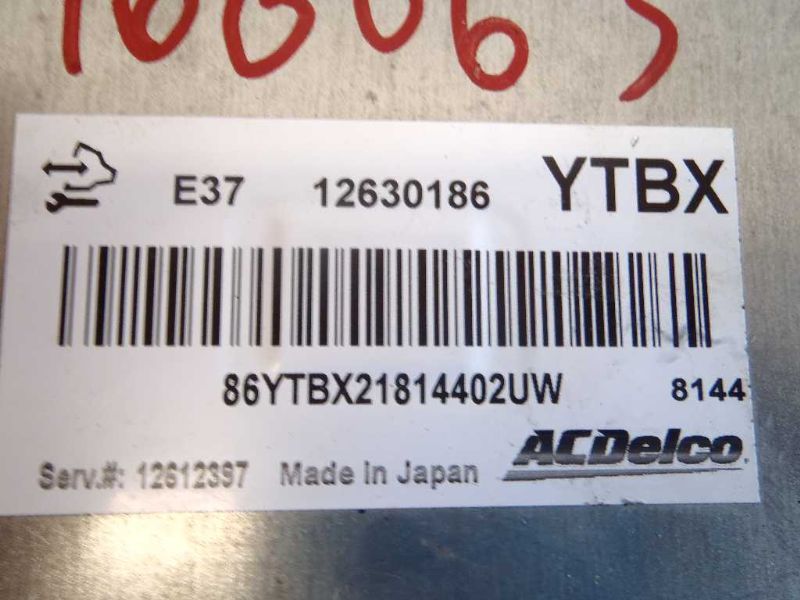 E37 12630186 YTBX
86YTBX21814402UW 8144
ACDelco
Serv.#: 12612397 Made in Japan